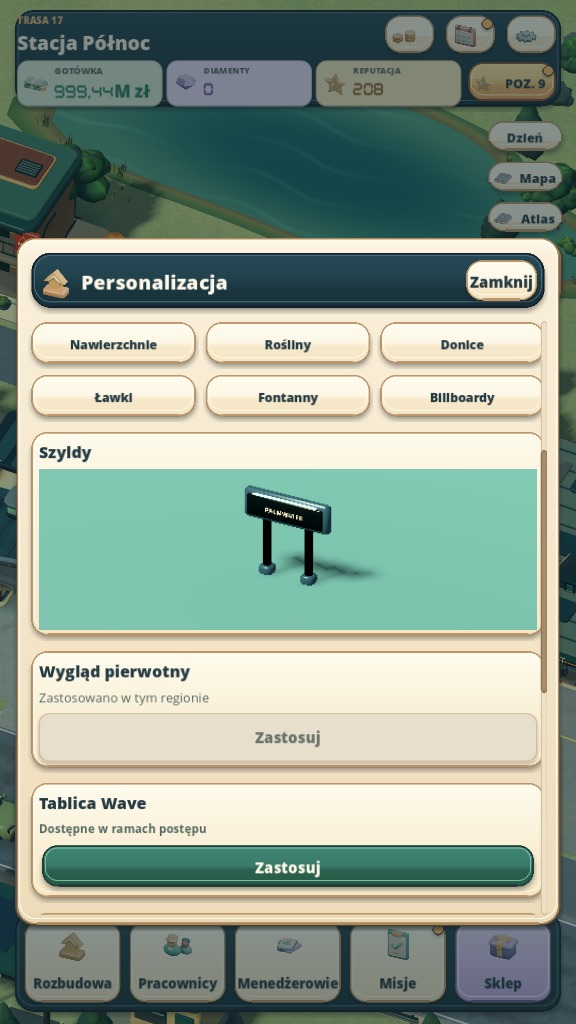 TRASA 17
Stacja Północ
GOTÓWKA
999,44M zł
DIAMENTY
0
REPUTACJA
208
POZ. 9
Dzień
Mapa
Atlas
Personalizacja
Zamknij
Nawierzchnie
Rośliny
Donice
Ławki
Fontanny
Billboardy
Szyldy
Wygląd pierwotny
Zastosowano w tym regionie
Zastosuj
Tablica Wave
Dostępne w ramach postępu
Zastosuj
Rozbudowa
Pracownicy
Menedżerowie
Misje
Sklep